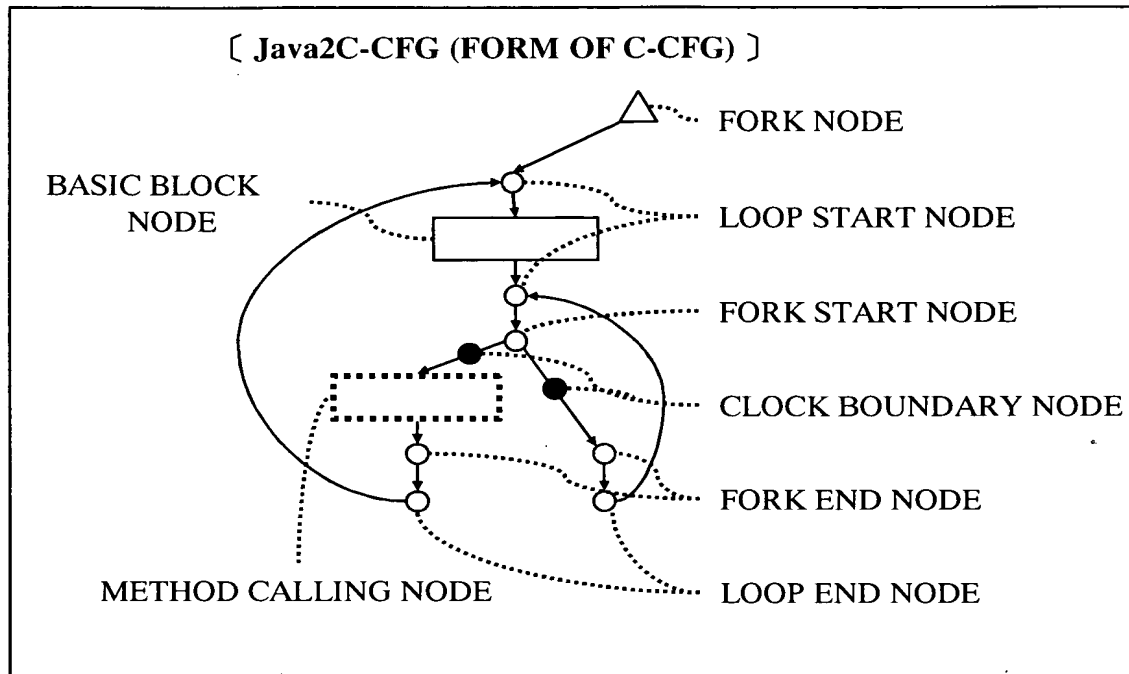 〔 Java2C-CFG (FORM OF C-CFG) 〕
FORK NODE
BASIC BLOCK
NODE
LOOP START NODE
FORK START NODE
CLOCK BOUNDARY NODE
FORK END NODE
METHOD CALLING NODE
LOOP END NODE